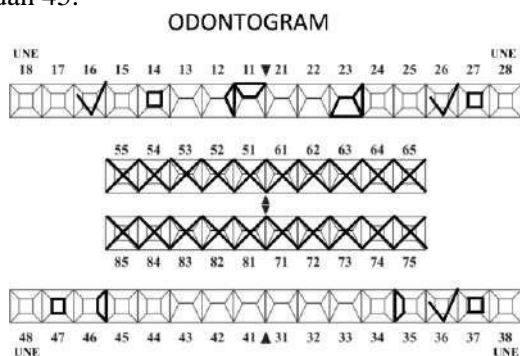 dan 45.
ODONTOGRAM
UNE UNE
18 17 16 15 14 13 12 11 21 22 23 24 25 26 27 28
55 54 53 52 51 61 62 63 64 65
85 84 83 82 81 71 72 73 74 75
48 47 46 45 44 43 42 41 31 32 33 34 35 36 37 38
UNE UNE